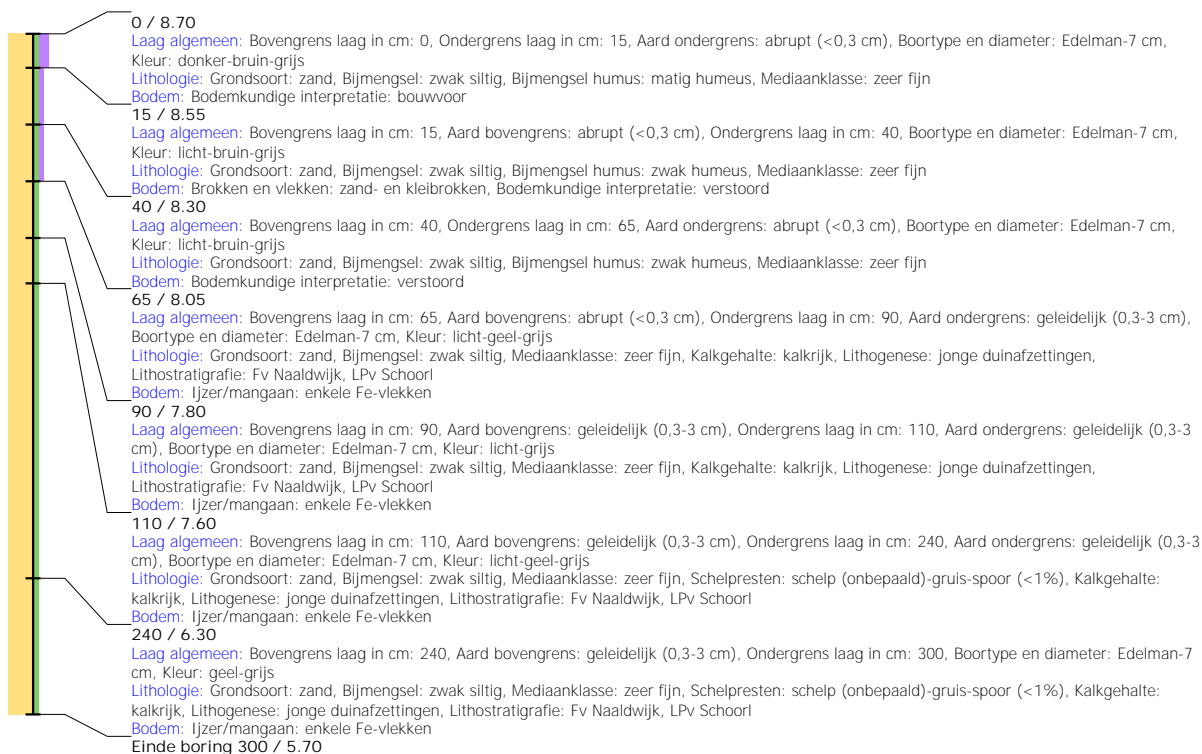 0 / 8.70
Laag algemeen: Bovengrens laag in cm: 0, Ondergrens laag in cm: 15, Aard ondergrens: abrupt (<0,3 cm), Boortype en diameter: Edelman-7 cm,
Kleur: donker-bruin-grijs
Lithologie: Grondsoort: zand, Bijmengsel: zwak siltig, Bijmengsel humus: matig humeus, Mediaanklasse: zeer fijn
Bodem: Bodemkundige interpretatie: bouwvoor
15 / 8.55
Laag algemeen: Bovengrens laag in cm: 15, Aard bovengrens: abrupt (<0,3 cm), Ondergrens laag in cm: 40, Boortype en diameter: Edelman-7 cm,
Kleur: licht-bruin-grijs
Lithologie: Grondsoort: zand, Bijmengsel: zwak siltig, Bijmengsel humus: zwak humeus, Mediaanklasse: zeer fijn
Bodem: Brokken en vlekken: zand- en kleibrokken, Bodemkundige interpretatie: verstoord
40 / 8.30
Laag algemeen: Bovengrens laag in cm: 40, Ondergrens laag in cm: 65, Aard ondergrens: abrupt (<0,3 cm), Boortype en diameter: Edelman-7 cm,
Kleur: licht-bruin-grijs
Lithologie: Grondsoort: zand, Bijmengsel: zwak siltig, Bijmengsel humus: zwak humeus, Mediaanklasse: zeer fijn
Bodem: Bodemkundige interpretatie: verstoord
65 / 8.05
Laag algemeen: Bovengrens laag in cm: 65, Aard bovengrens: abrupt (<0,3 cm), Ondergrens laag in cm: 90, Aard ondergrens: geleidelijk (0,3-3 cm),
Boortype en diameter: Edelman-7 cm, Kleur: licht-geel-grijs
Lithologie: Grondsoort: zand, Bijmengsel: zwak siltig, Mediaanklasse: zeer fijn, Kalkgehalte: kalkrijk, Lithogenese: jonge duinafzettingen,
Lithostratigrafie: Fv Naaldwijk, LPv Schoorl
Bodem: Ijzer/mangaan: enkele Fe-vlekken
90 / 7.80
Laag algemeen: Bovengrens laag in cm: 90, Aard bovengrens: geleidelijk (0,3-3 cm), Ondergrens laag in cm: 110, Aard ondergrens: geleidelijk (0,3-3
cm), Boortype en diameter: Edelman-7 cm, Kleur: licht-grijs
Lithologie: Grondsoort: zand, Bijmengsel: zwak siltig, Mediaanklasse: zeer fijn, Kalkgehalte: kalkrijk, Lithogenese: jonge duinafzettingen,
Lithostratigrafie: Fv Naaldwijk, LPv Schoorl
Bodem: Ijzer/mangaan: enkele Fe-vlekken
110 / 7.60
Laag algemeen: Bovengrens laag in cm: 110, Aard bovengrens: geleidelijk (0,3-3 cm), Ondergrens laag in cm: 240, Aard ondergrens: geleidelijk (0,3-3
cm), Boortype en diameter: Edelman-7 cm, Kleur: licht-geel-grijs
Lithologie: Grondsoort: zand, Bijmengsel: zwak siltig, Mediaanklasse: zeer fijn, Schelpresten: schelp (onbepaald)-gruis-spoor (<1%), Kalkgehalte:
kalkrijk, Lithogenese: jonge duinafzettingen, Lithostratigrafie: Fv Naaldwijk, LPv Schoorl
Bodem: Ijzer/mangaan: enkele Fe-vlekken
240 / 6.30
Laag algemeen: Bovengrens laag in cm: 240, Aard bovengrens: geleidelijk (0,3-3 cm), Ondergrens laag in cm: 300, Boortype en diameter: Edelman-7
cm, Kleur: geel-grijs
Lithologie: Grondsoort: zand, Bijmengsel: zwak siltig, Mediaanklasse: zeer fijn, Schelpresten: schelp (onbepaald)-gruis-spoor (<1%), Kalkgehalte:
kalkrijk, Lithogenese: jonge duinafzettingen, Lithostratigrafie: Fv Naaldwijk, LPv Schoorl
Bodem: Ijzer/mangaan: enkele Fe-vlekken
Einde boring 300 / 5.70